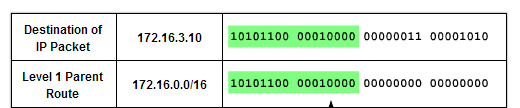 Destination of
IP Packet
172.16.3.10
10101100 00010000 00000011 00001010
Level 1 Parent
Route
172.16.0.0/16
10101100 00010000 00000000 00000000